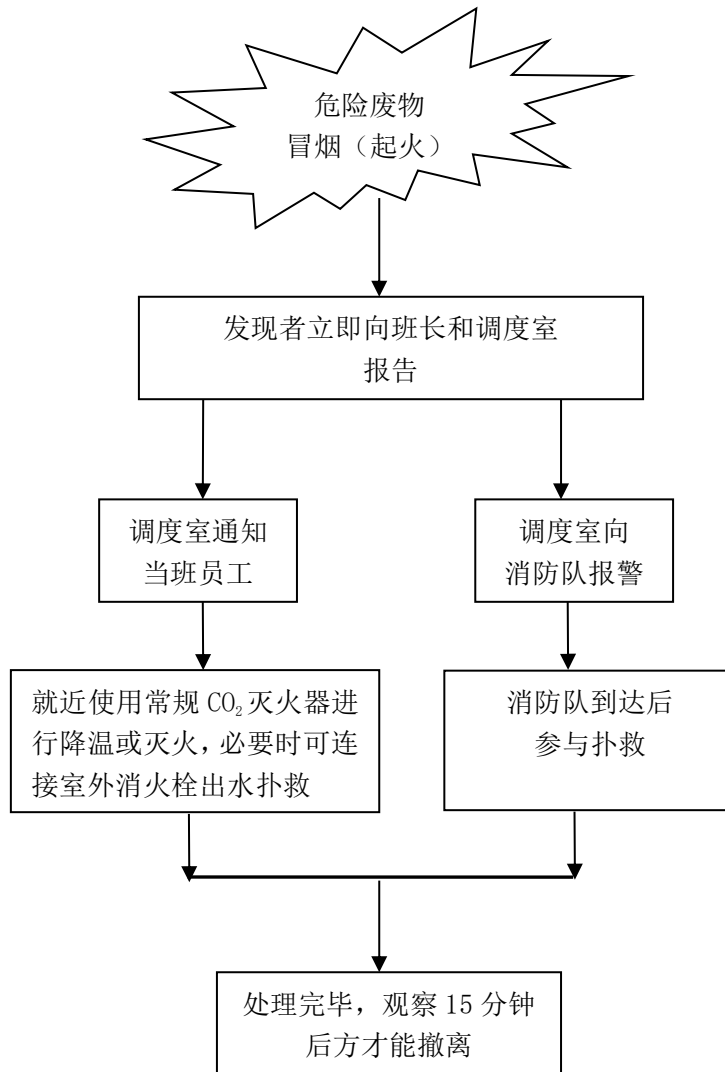 危险废物
冒烟（起火）
发现者立即向班长和调度室
报告
调度室通知
当班员工
调度室向
消防队报警
就近使用常规 CO₂灭火器进
行降温或灭火，必要时可连
接室外消火栓出水扑救
消防队到达后
参与扑救
处理完毕，观察 15 分钟
后方才能撤离